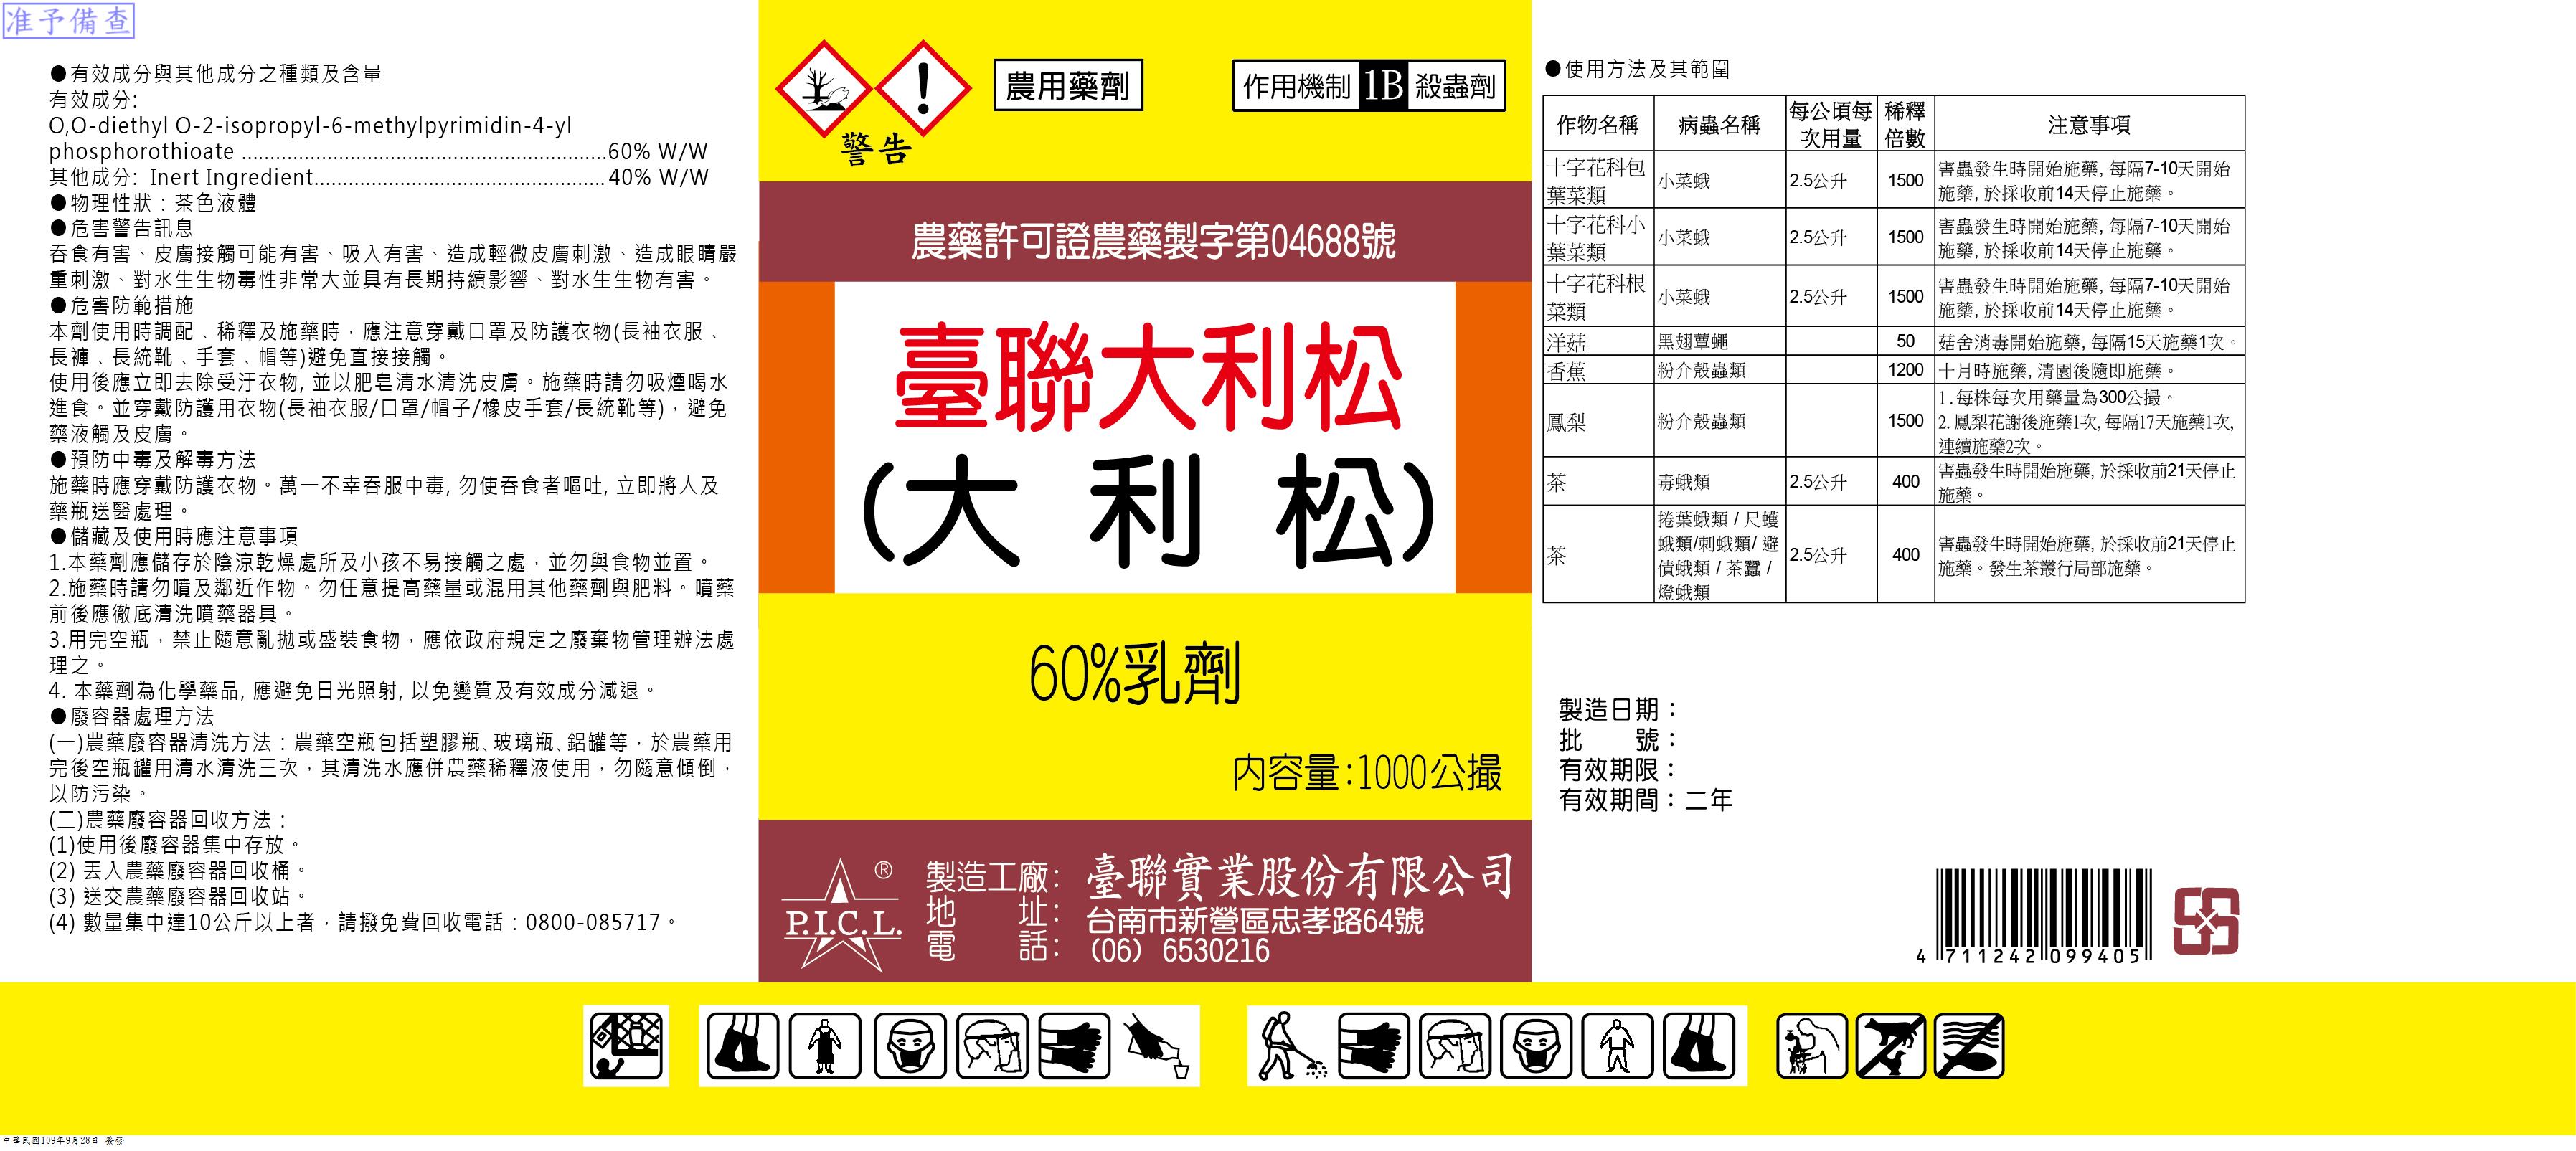 准予備查
●有效成分與其他成分之種類及含量
有效成分:
O,O-diethyl O-2-isopropyl-6-methylpyrimidin-4-yl
phosphorothioate ................................................................60% W/W
其他成分: Inert Ingredient...................................................40% W/W
●物理性狀：茶色液體
●危害警告訊息
吞食有害、皮膚接觸可能有害、吸入有害、造成輕微皮膚刺激、造成眼睛嚴
重刺激、對水生生物毒性非常大並具有長期持續影響、對水生生物有害。
●危害防範措施
本劑使用時調配、稀釋及施藥時，應注意穿戴口罩及防護衣物(長袖衣服、
長褲、長統靴、手套、帽等)避免直接接觸。
使用後應立即去除受汙衣物, 並以肥皂清水清洗皮膚。施藥時請勿吸煙喝水
進食。並穿戴防護用衣物(長袖衣服/口罩/帽子/橡皮手套/長統靴等)，避免
藥液觸及皮膚。
●預防中毒及解毒方法
施藥時應穿戴防護衣物。萬一不幸吞服中毒, 勿使吞食者嘔吐, 立即將人及
藥瓶送醫處理。
●儲藏及使用時應注意事項
1.本藥劑應儲存於陰涼乾燥處所及小孩不易接觸之處，並勿與食物並置。
2.施藥時請勿噴及鄰近作物。勿任意提高藥量或混用其他藥劑與肥料。噴藥
前後應徹底清洗噴藥器具。
3.用完空瓶，禁止隨意亂拋或盛裝食物，應依政府規定之廢棄物管理辦法處
理之。
4. 本藥劑為化學藥品, 應避免日光照射, 以免變質及有效成分減退。
●廢容器處理方法
(一)農藥廢容器清洗方法：農藥空瓶包括塑膠瓶、玻璃瓶、鋁罐等，於農藥用
完後空瓶罐用清水清洗三次，其清洗水應併農藥稀釋液使用，勿隨意傾倒，
以防污染。
(二)農藥廢容器回收方法：
(1)使用後廢容器集中存放。
(2) 丟入農藥廢容器回收桶。
(3) 送交農藥廢容器回收站。
(4) 數量集中達10公斤以上者，請撥免費回收電話：0800-085717。
警告
農用藥劑
作用機制 1B 殺蟲劑
農藥許可證農藥製字第04688號
臺聯大利松
(大 利 松)
60%乳劑
內容量:1000公撮
® P.I.C.L.
製造工廠: 臺聯實業股份有限公司
地 址: 台南市新營區忠孝路64號
電 話: (06) 6530216
●使用方法及其範圍
作物名稱 病蟲名稱 每公頃每次用量 稀釋倍數 注意事項
十字花科包葉菜類 小菜蛾 2.5公升 1500 害蟲發生時開始施藥, 每隔7-10天開始施藥, 於採收前14天停止施藥。
十字花科小葉菜類 小菜蛾 2.5公升 1500 害蟲發生時開始施藥, 每隔7-10天開始施藥, 於採收前14天停止施藥。
十字花科根菜類 小菜蛾 2.5公升 1500 害蟲發生時開始施藥, 每隔7-10天開始施藥, 於採收前14天停止施藥。
洋菇 黑翅蕈蠅 50 菇舍消毒開始施藥, 每隔15天施藥1次。
香蕉 粉介殼蟲類 1200 十月時施藥, 清園後隨即施藥。
鳳梨 粉介殼蟲類 1500 1.每株每次用藥量為300公撮。
2. 鳳梨花謝後施藥1次, 每隔17天施藥1次, 連續施藥2次。
茶 毒蛾類 2.5公升 400 害蟲發生時開始施藥, 於採收前21天停止施藥。
茶 捲葉蛾類 / 尺蠖蛾類/刺蛾類/ 避債蛾類 / 茶蠶 / 燈蛾類 2.5公升 400 害蟲發生時開始施藥, 於採收前21天停止施藥。發生茶叢行局部施藥。
製造日期：
批 號：
有效期限：
有效期間：二年
4 711242 099405
中華民國109年9月28日 簽發